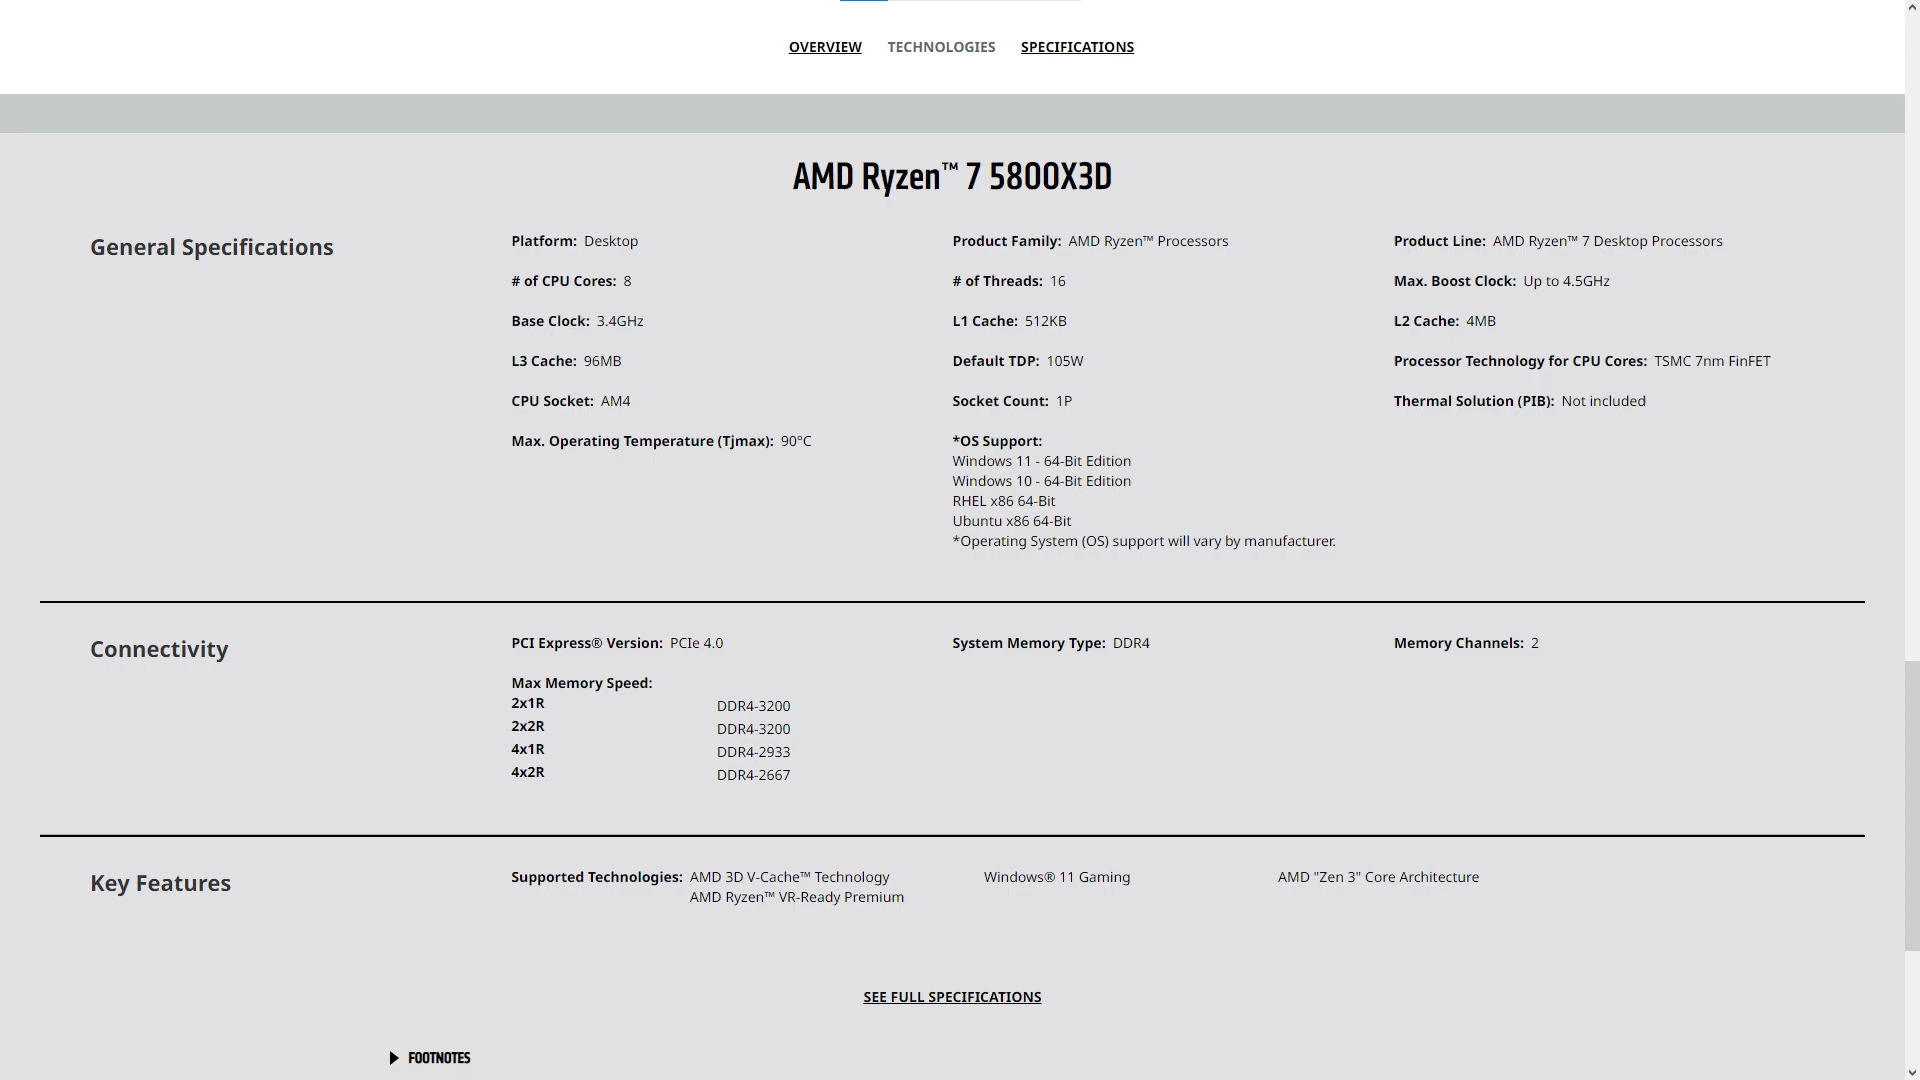 OVERVIEW TECHNOLOGIES SPECIFICATIONS
AMD Ryzen™ 7 5800X3D
General Specifications
Platform: Desktop
Product Family: AMD Ryzen™ Processors
Product Line: AMD Ryzen™ 7 Desktop Processors
# of CPU Cores: 8
# of Threads: 16
Max. Boost Clock: Up to 4.5GHz
Base Clock: 3.4GHz
L1 Cache: 512KB
L2 Cache: 4MB
L3 Cache: 96MB
Default TDP: 105W
Processor Technology for CPU Cores: TSMC 7nm FinFET
CPU Socket: AM4
Socket Count: 1P
Thermal Solution (PIB): Not included
Max. Operating Temperature (Tjmax): 90°C
*OS Support:
Windows 11 - 64-Bit Edition
Windows 10 - 64-Bit Edition
RHEL x86 64-Bit
Ubuntu x86 64-Bit
*Operating System (OS) support will vary by manufacturer.
Connectivity
PCI Express® Version: PCIe 4.0
System Memory Type: DDR4
Memory Channels: 2
Max Memory Speed:
2x1R DDR4-3200
2x2R DDR4-3200
4x1R DDR4-2933
4x2R DDR4-2667
Key Features
Supported Technologies: AMD 3D V-Cache™ Technology
Windows® 11 Gaming
AMD "Zen 3" Core Architecture
AMD Ryzen™ VR-Ready Premium
SEE FULL SPECIFICATIONS
FOOTNOTES